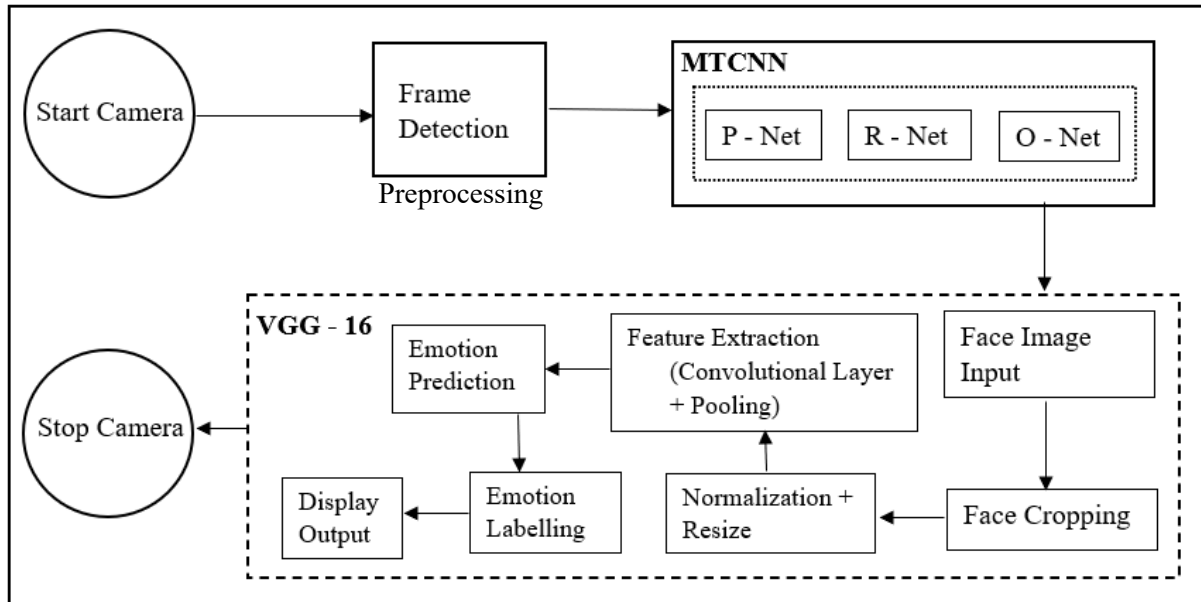 Start Camera
Frame
Detection
Preprocessing
MTCNN
P - Net
R - Net
O - Net
VGG - 16
Face Image
Input
Face Cropping
Normalization +
Resize
Feature Extraction
(Convolutional Layer
+ Pooling)
Emotion
Prediction
Emotion
Labelling
Display
Output
Stop Camera